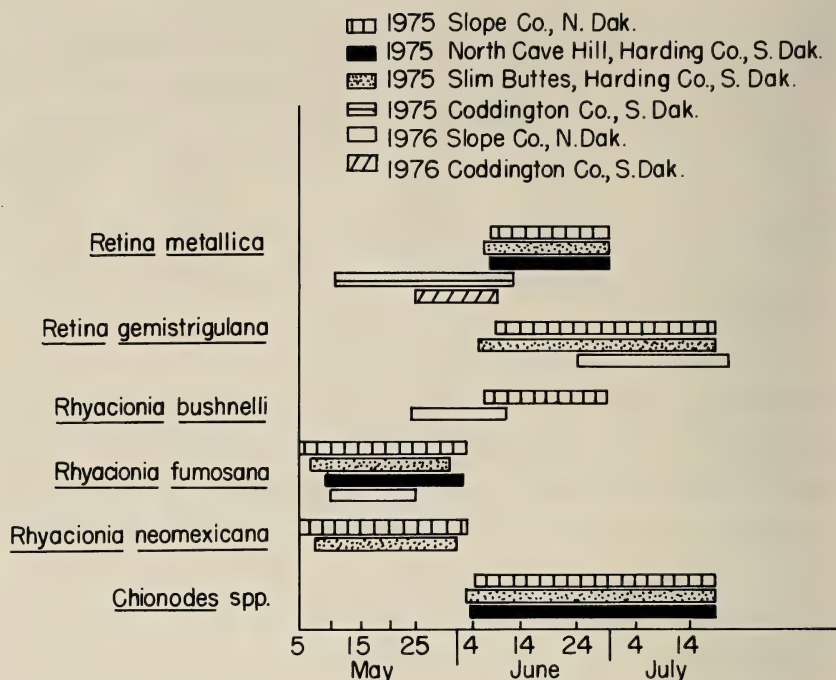 1975 Slope Co., N. Dak.
1975 North Cave Hill, Harding Co., S. Dak.
1975 Slim Buttes, Harding Co., S. Dak.
1975 Coddington Co., S. Dak.
1976 Slope Co., N.Dak.
1976 Coddington Co., S.Dak.
Retina metallica
Retina gemistrigulana
Rhyacionia bushnelli
Rhyacionia fumosana
Rhyacionia neomexicana
Chionodes spp.
5 15 25 4 14 24 4 14
May June July